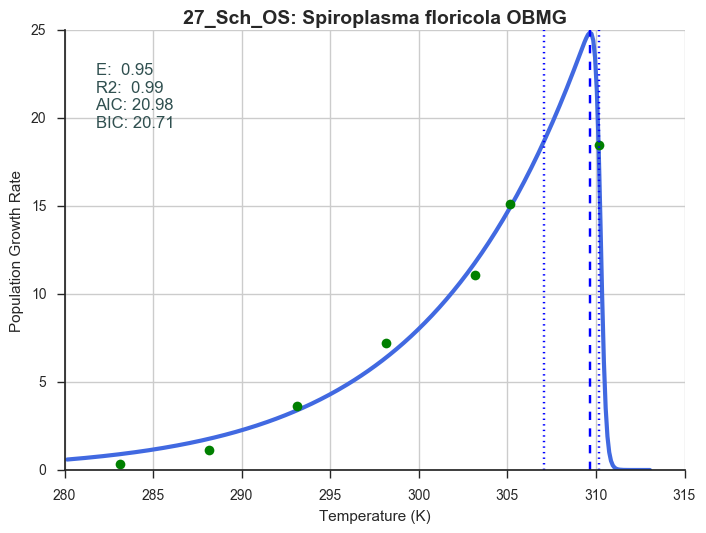 27_Sch_OS: Spiroplasma floricola OBMG
E:  0.95
R2:  0.99
AIC: 20.98
BIC: 20.71
Population Growth Rate
25
20
15
10
5
0
280 285 290 295 300 305 310 315
Temperature (K)